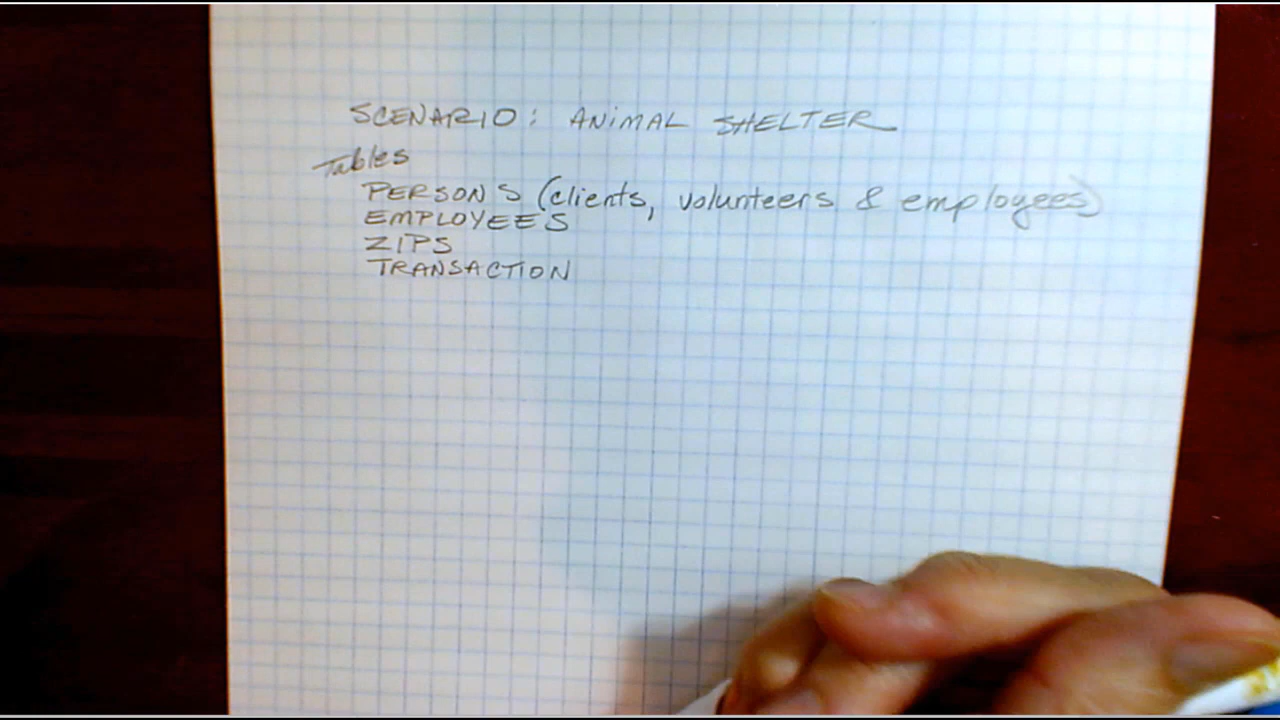 SCENARIO: ANIMAL SHELTER
Tables
PERSONS (clients, volunteers & employees)
EMPLOYEES
ZIPS
TRANSACTION